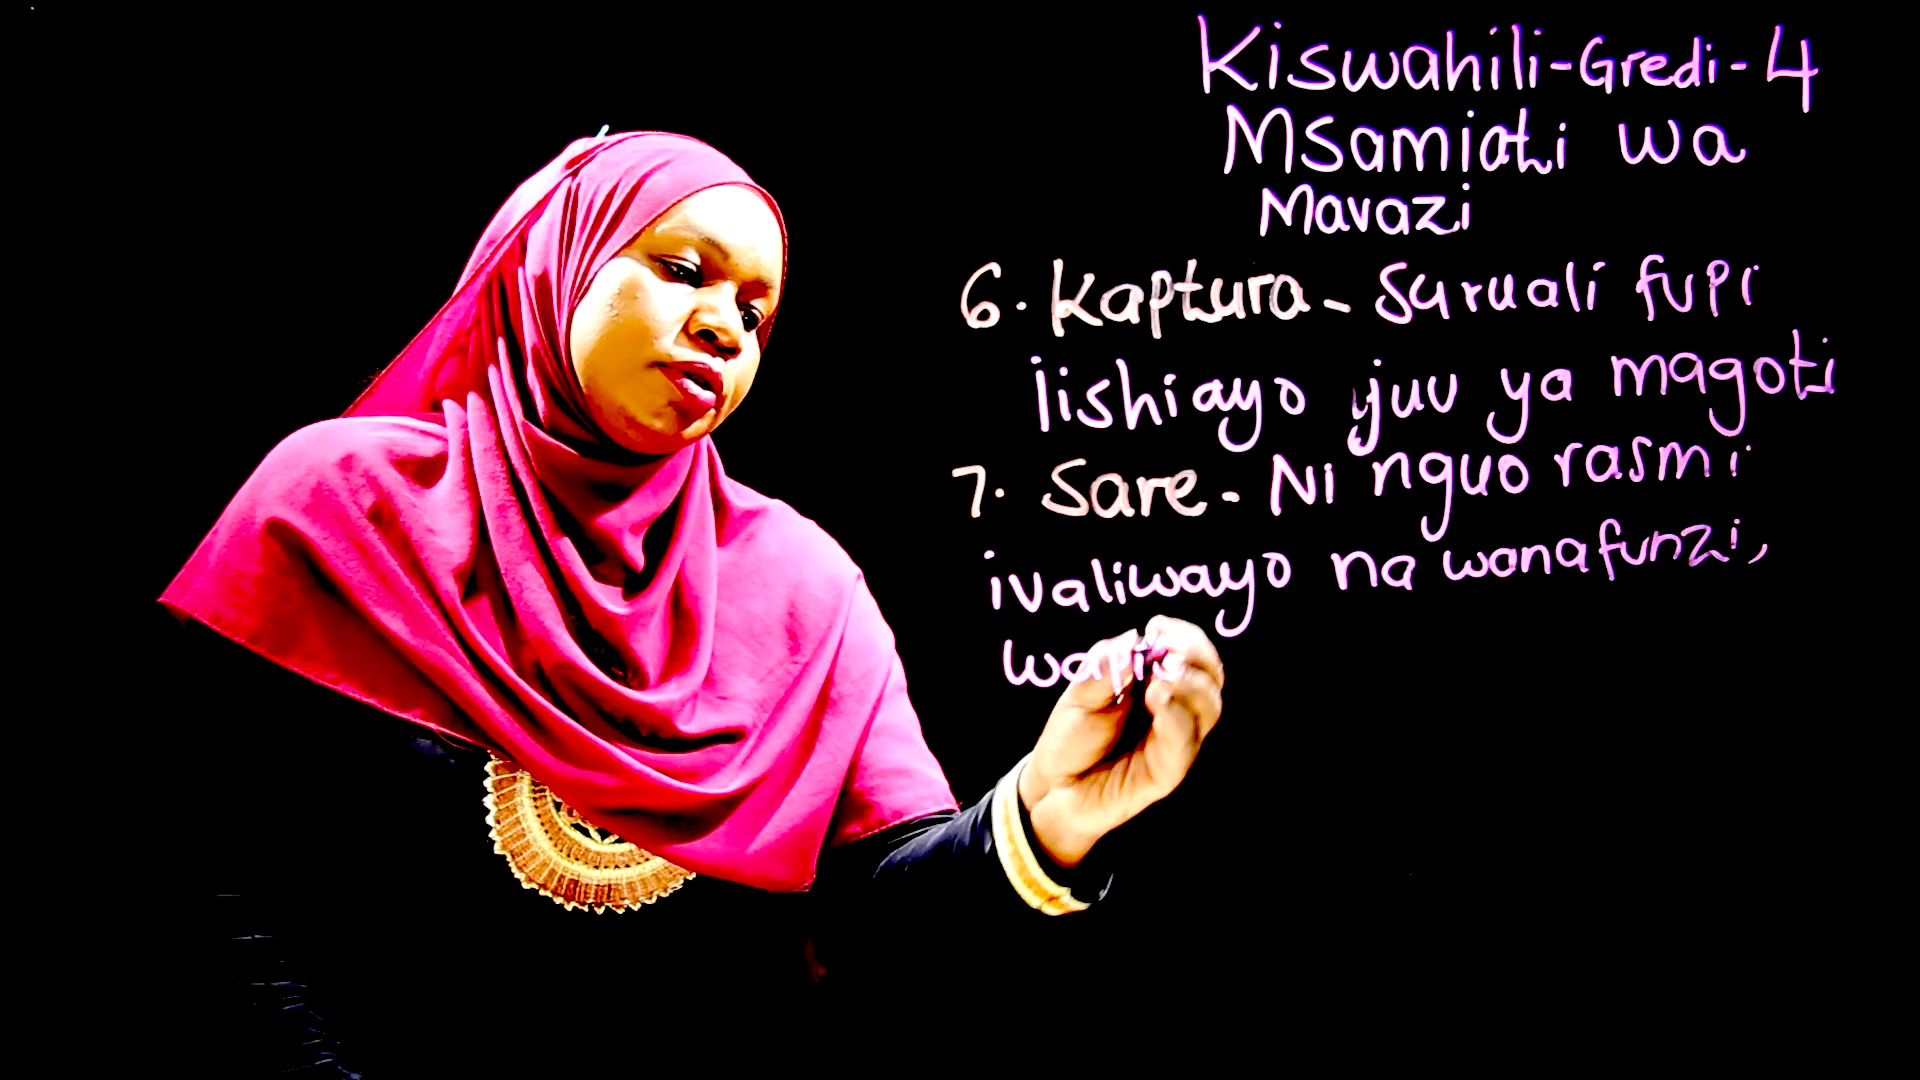 Kiswahili-Gredi-4
Msamiati wa
Mavazi
6. Kaptura - Suruali fupi
iishiayo juu ya magoti
7. Sare - Ni nguo rasmi
ivaliwayo na wanafunzi,